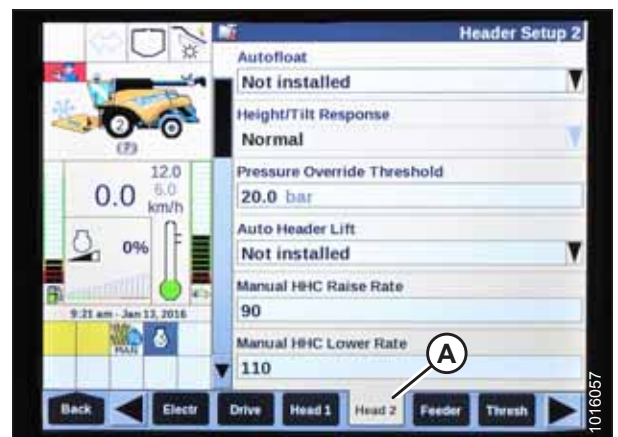 Header Setup 2
Autofloat
Not installed
Height/Tilt Response
Normal
Pressure Override Threshold
20.0 bar
Auto Header Lift
Not installed
Manual HHC Raise Rate
90
Manual HHC Lower Rate
110
2
(P)
12.0
6.0
0.0 km/h
0%
9:21 am - Jan 13, 2016
MAN
A
Back
Electr
Drive
Head 1
Head 2
Feeder
Thresh
1016057